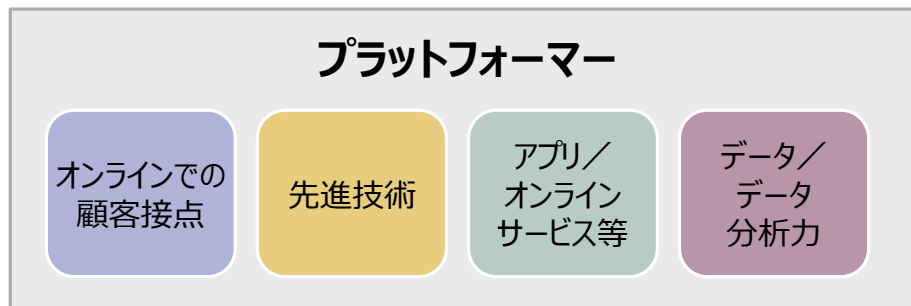 プラットフォーマー
オンラインでの
顧客接点
先進技術
アプリ／
オンライン
サービス等
データ／
データ
分析力